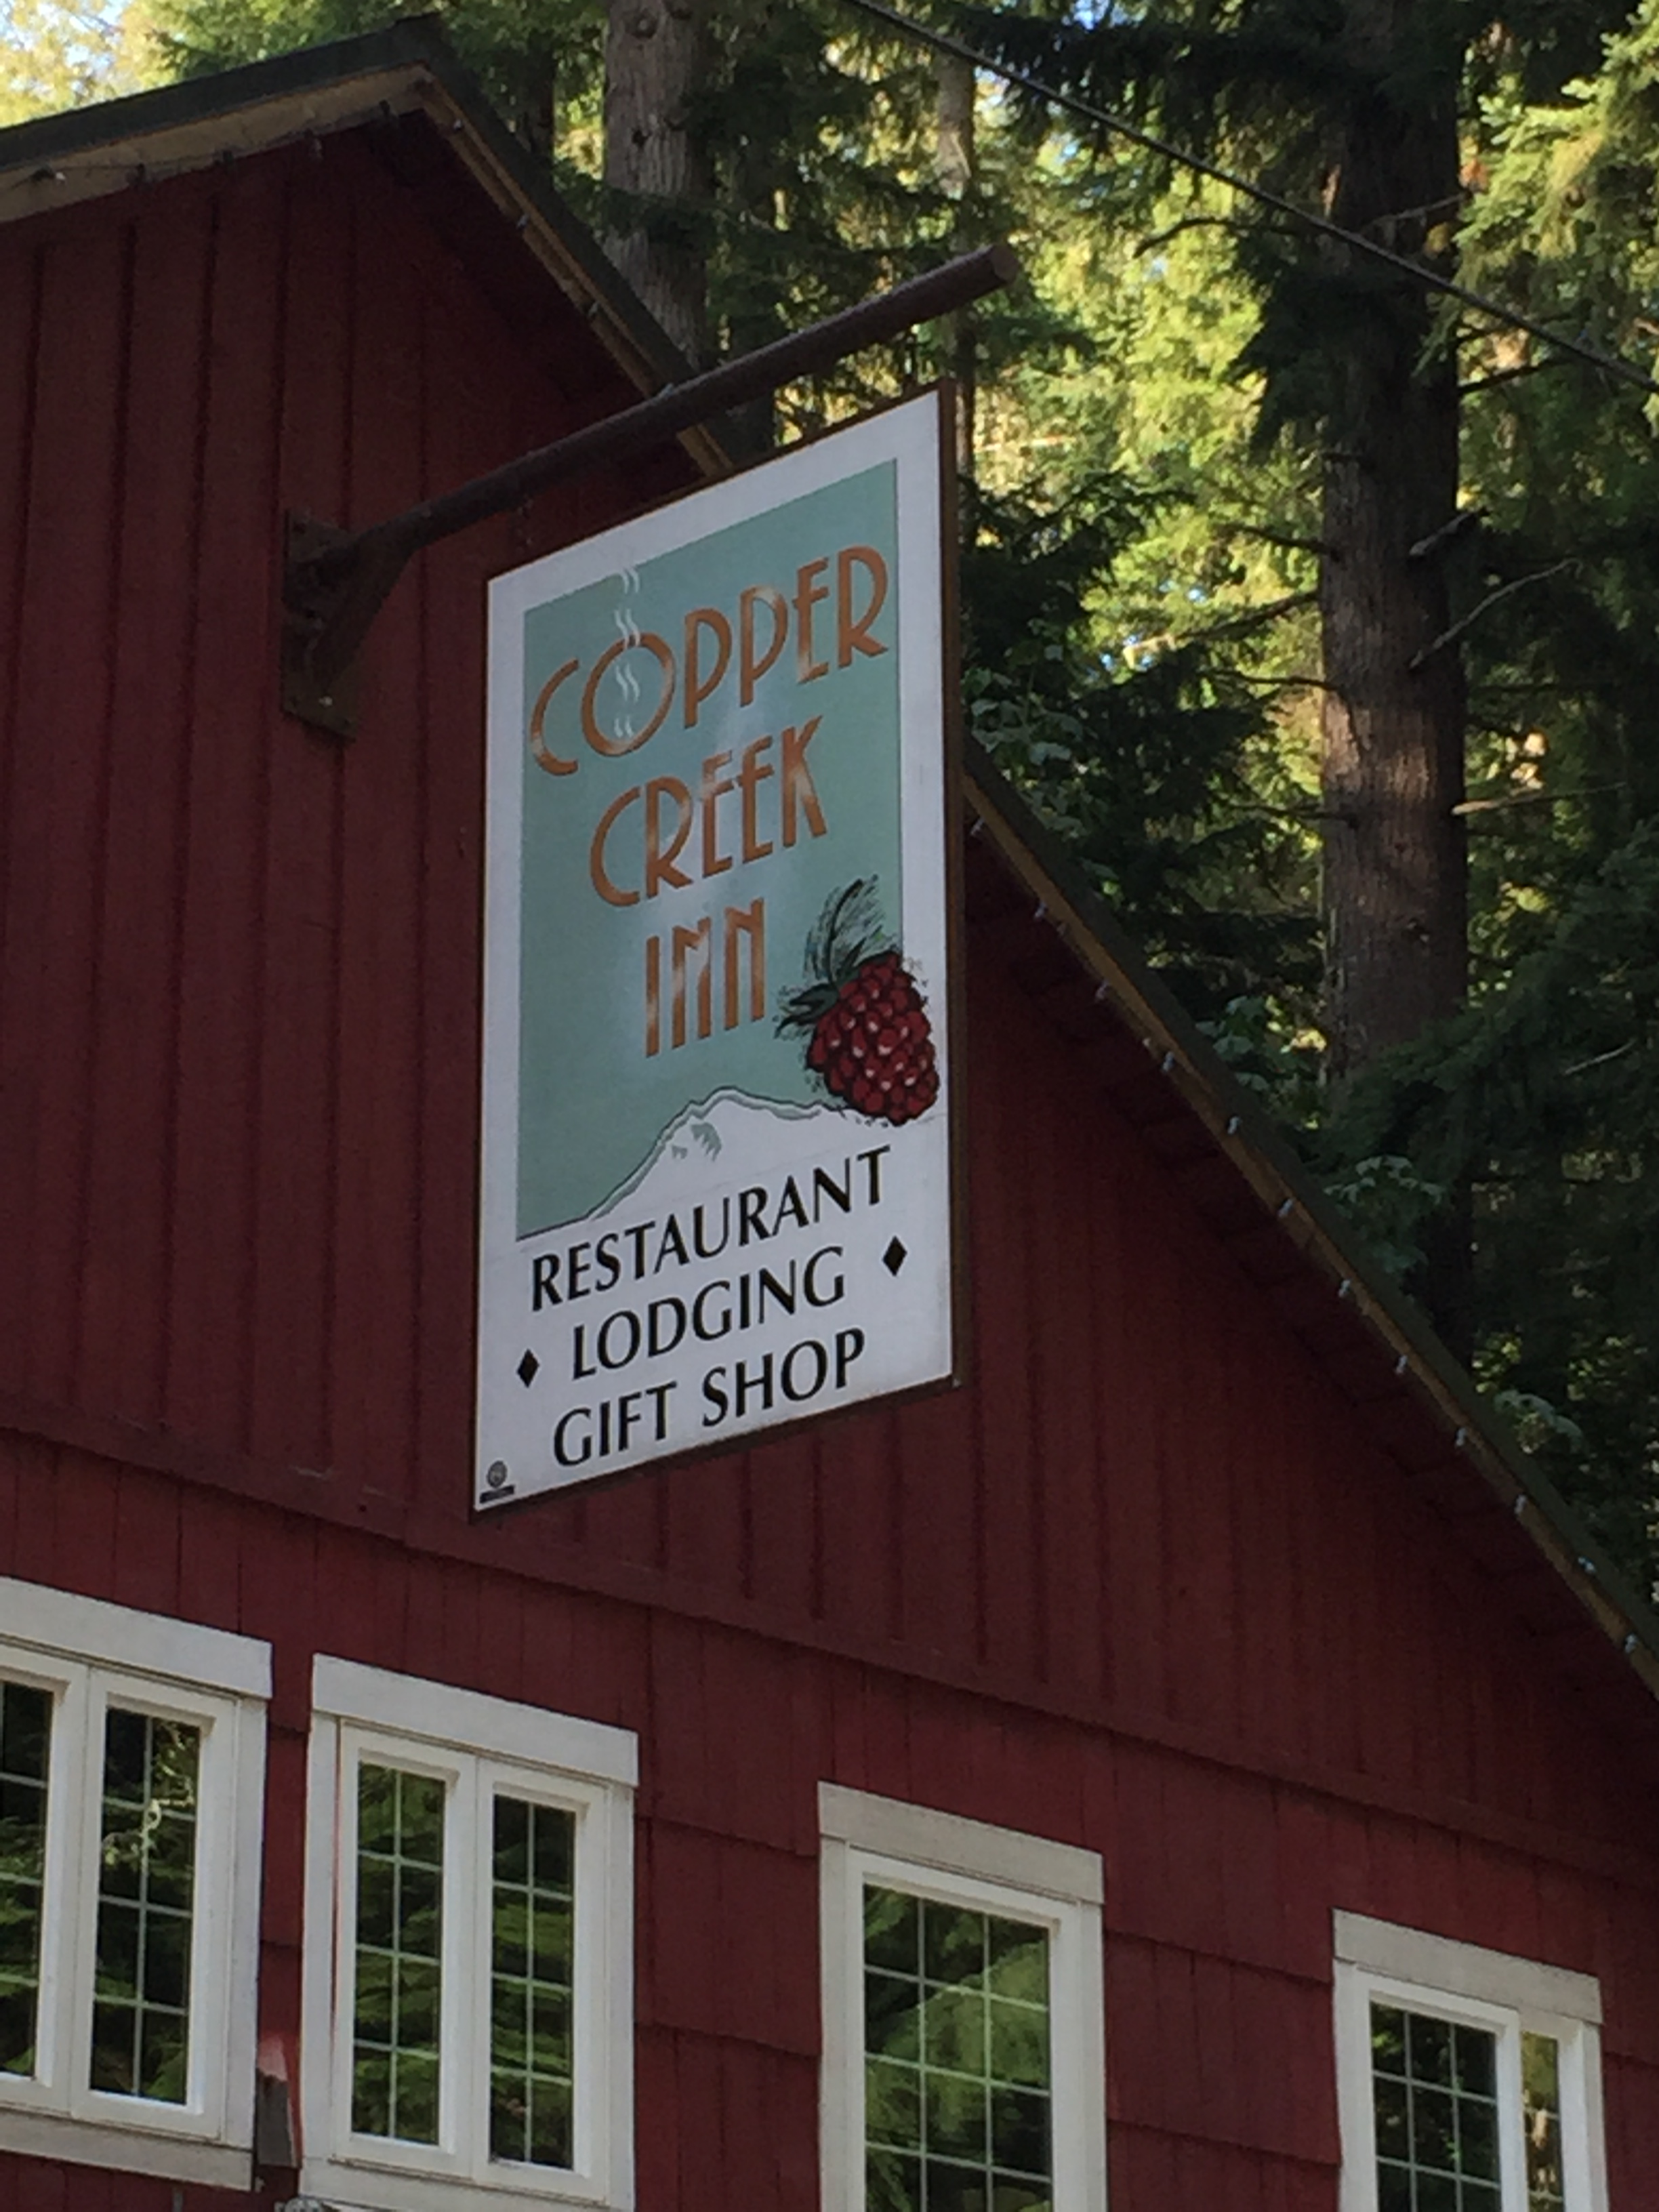 COPPER
CREEK
INN
RESTAURANT
♦ LODGING ♦
GIFT SHOP